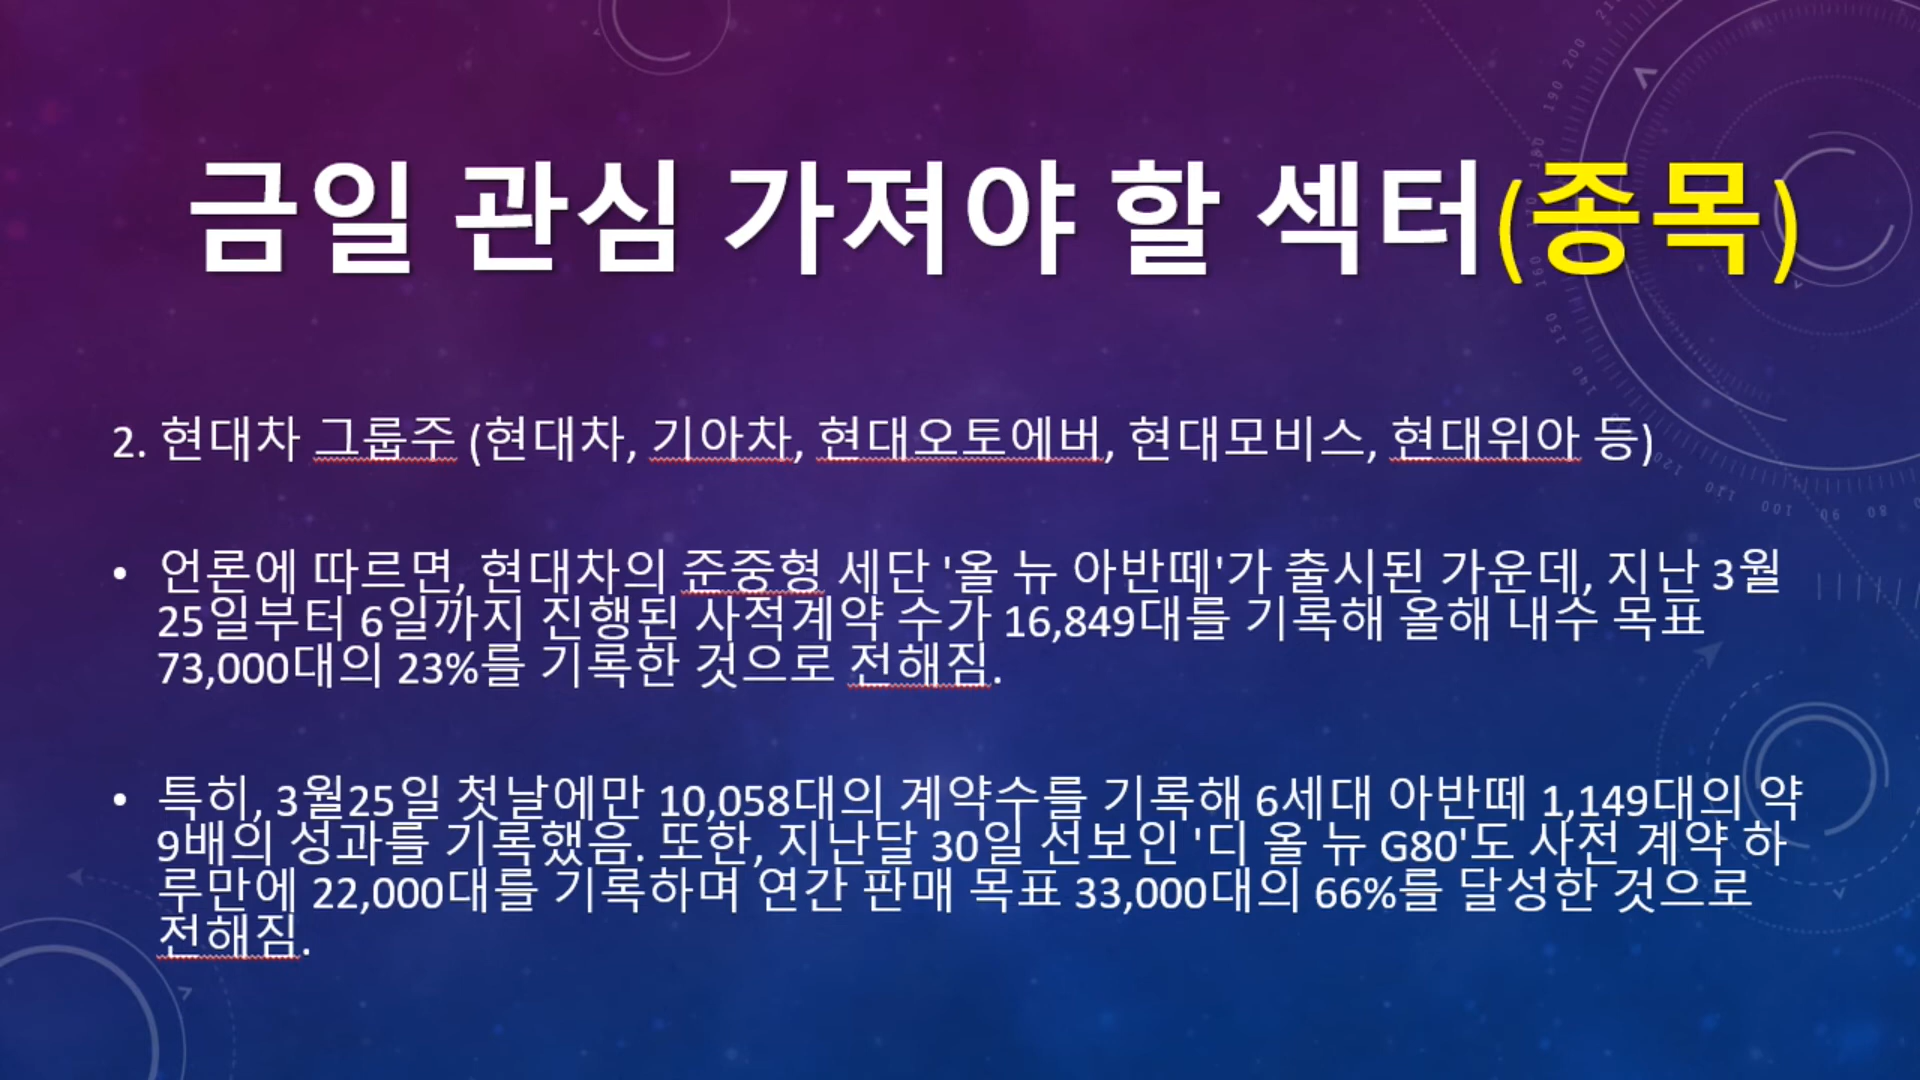 금일 관심 가져야 할 섹터(종목)
2. 현대차 그룹주 (현대차, 기아차, 현대오토에버, 현대모비스, 현대위아 등)
• 언론에 따르면, 현대차의 준중형 세단 '올 뉴 아반떼'가 출시된 가운데, 지난 3월
25일부터 6일까지 진행된 사적계약 수가 16,849대를 기록해 올해 내수 목표
73,000대의 23%를 기록한 것으로 전해짐.
• 특히, 3월25일 첫날에만 10,058대의 계약수를 기록해 6세대 아반떼 1,149대의 약
9배의 성과를 기록했음. 또한, 지난달 30일 선보인 '디 올 뉴 G80'도 사전 계약 하
루만에 22,000대를 기록하며 연간 판매 목표 33,000대의 66%를 달성한 것으로
전해짐.